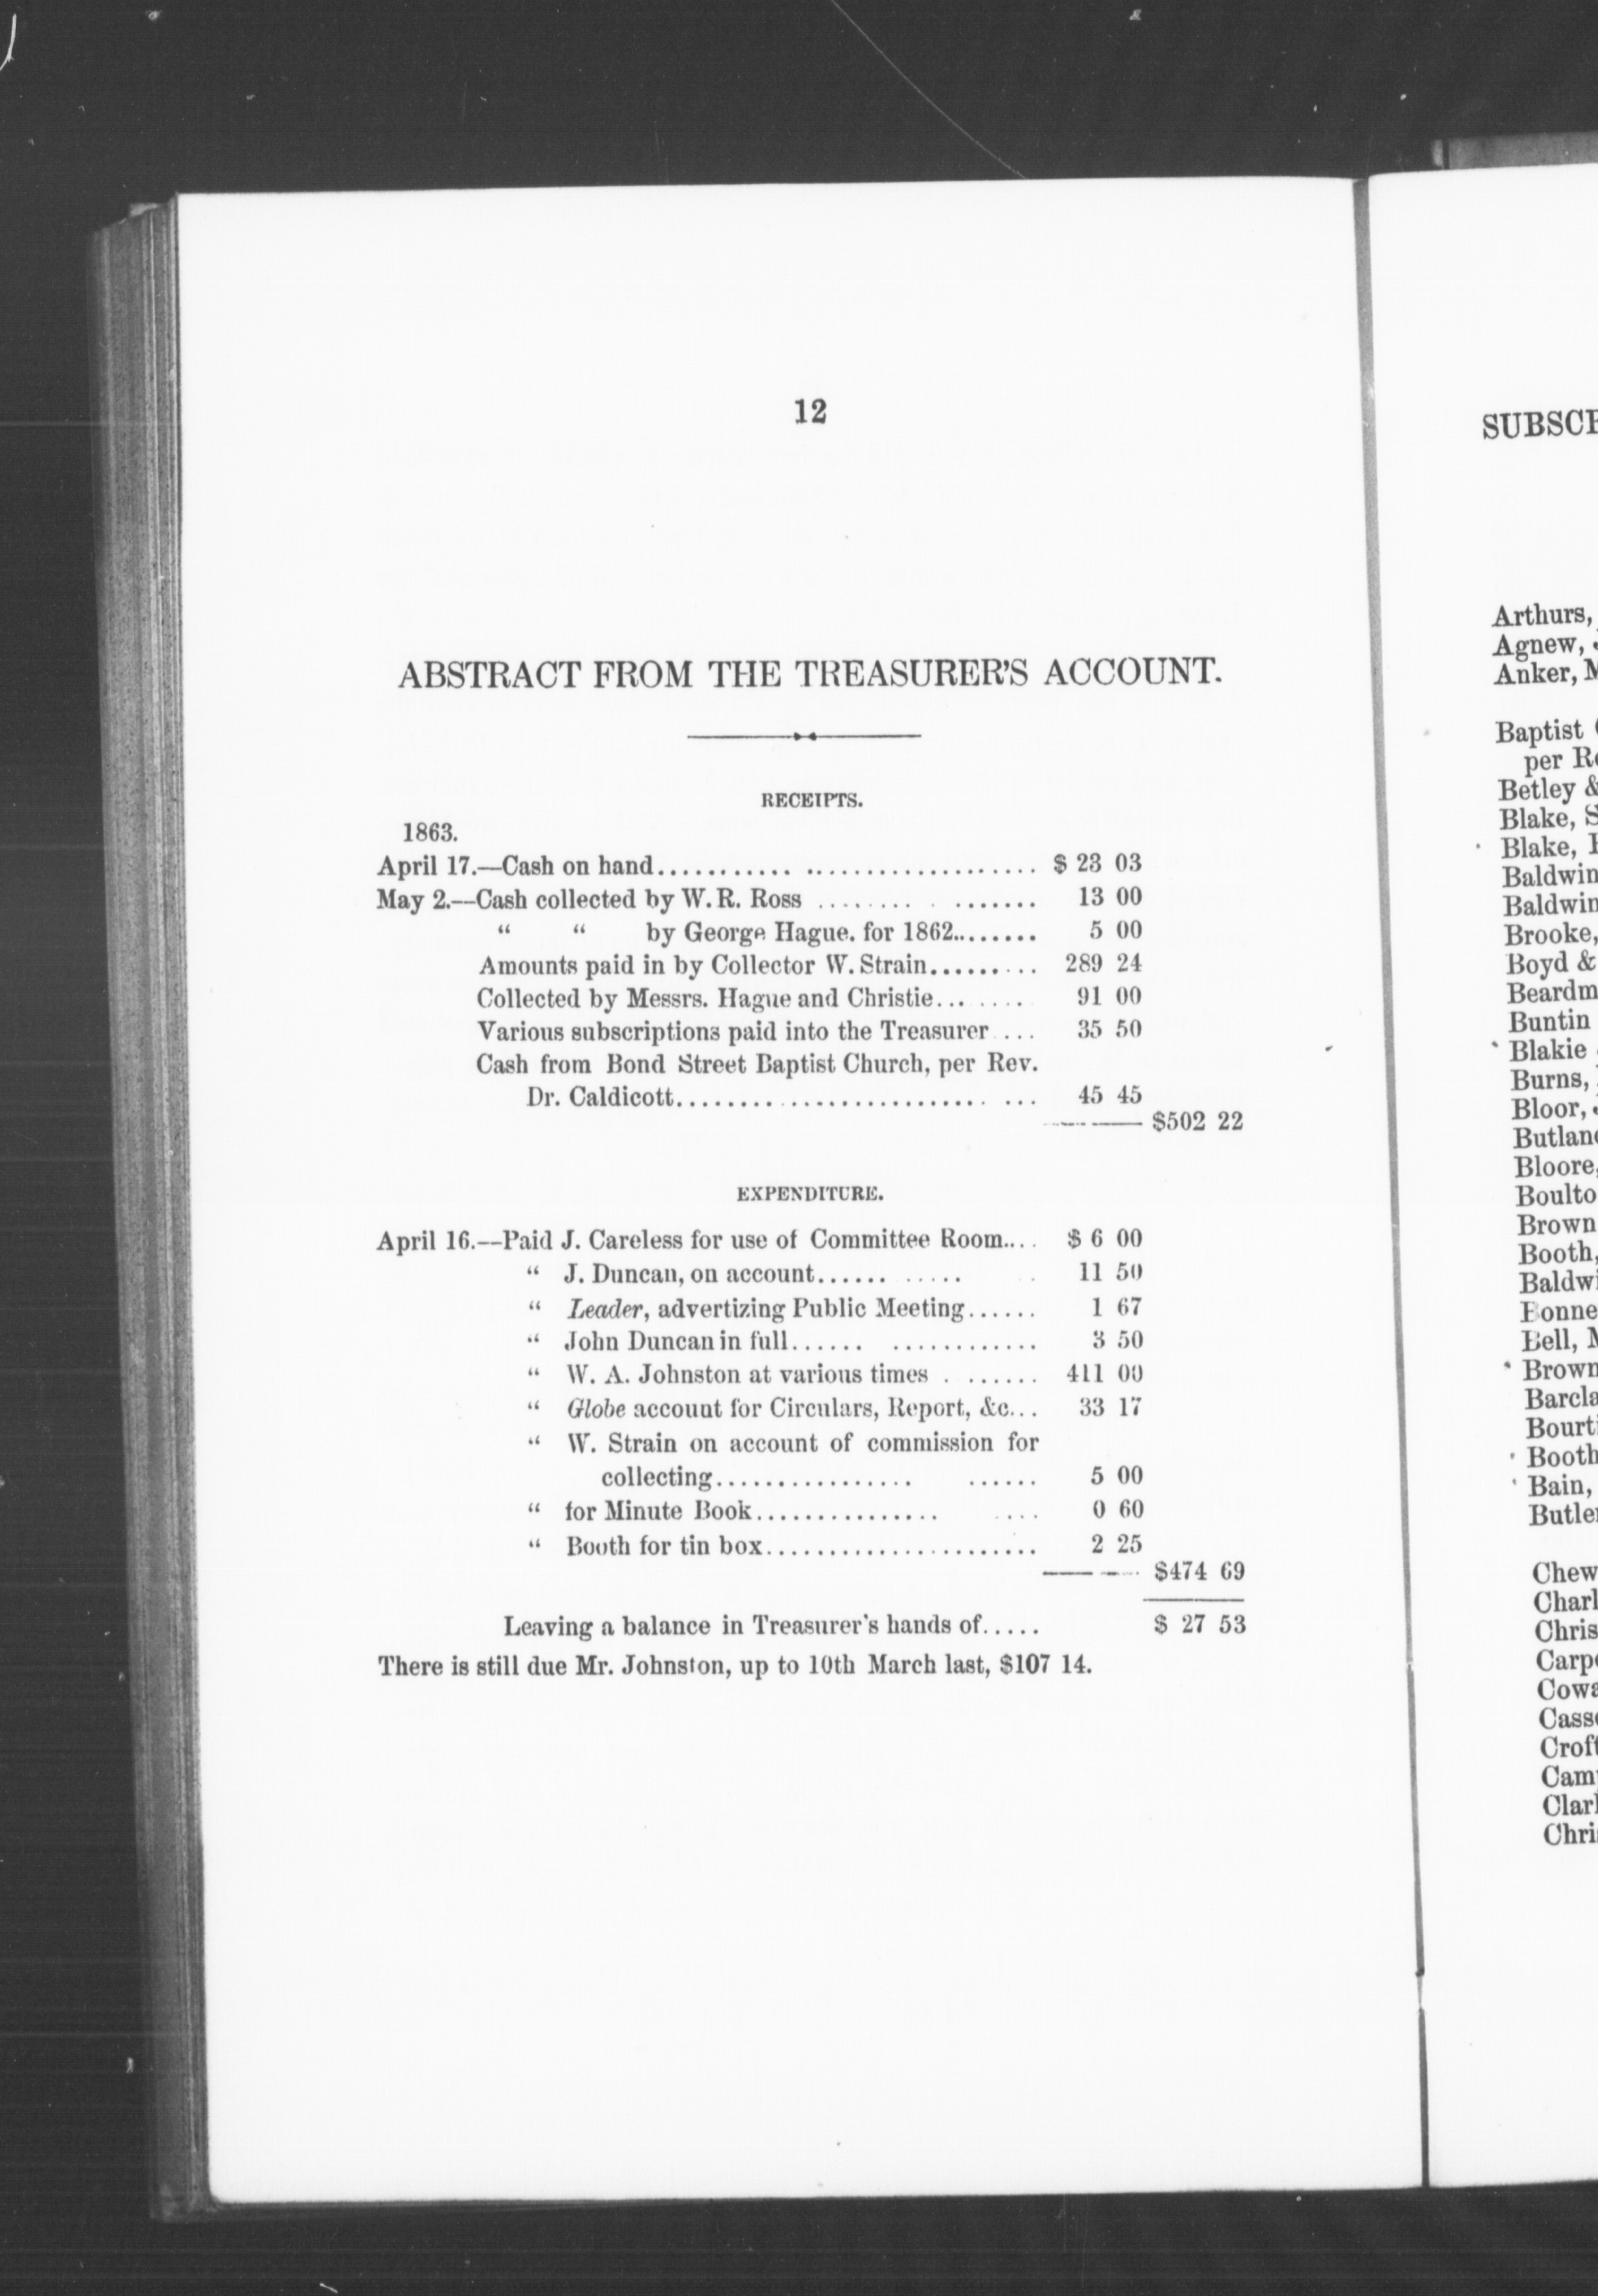 12
ABSTRACT FROM THE TREASURER'S ACCOUNT.
RECEIPTS.
1863.
April 17.—Cash on hand........... ................... $ 23 03
May 2.—Cash collected by W. R. Ross ........ . ....... 13 00
“ “ by George Hague. for 1862......... 5 00
Amounts paid in by Collector W. Strain......... 289 24
Collected by Messrs. Hague and Christie... ..... 91 00
Various subscriptions paid into the Treasurer ... 35 50
Cash from Bond Street Baptist Church, per Rev.
Dr. Caldicott......................... ... 45 45
$502 22
EXPENDITURE.
April 16.—Paid J. Careless for use of Committee Room.... $ 6 00
“ J. Duncan, on account...... ..... . 11 50
“ Leader, advertizing Public Meeting...... 1 67
“ John Duncan in full...... ............ 3 50
“ W. A. Johnston at various times . ...... 411 00
“ Globe account for Circulars, Report, &c... 33 17
“ W. Strain on account of commission for
collecting................ ...... 5 00
“ for Minute Book............... .... 0 60
“ Booth for tin box....................... 2 25
$474 69
Leaving a balance in Treasurer's hands of..... $ 27 53
There is still due Mr. Johnston, up to 10th March last, $107 14.
Arthurs,
Agnew,
Anker,
Baptist
per
Betley &
Blake,
Blake,
Baldwin
Baldwin
Brooke,
Boyd &
Buntin
Blakie
Burns,
Bloor,
Bloore,
Brown
Booth,
Bell,
Brown
Booth
Bain,